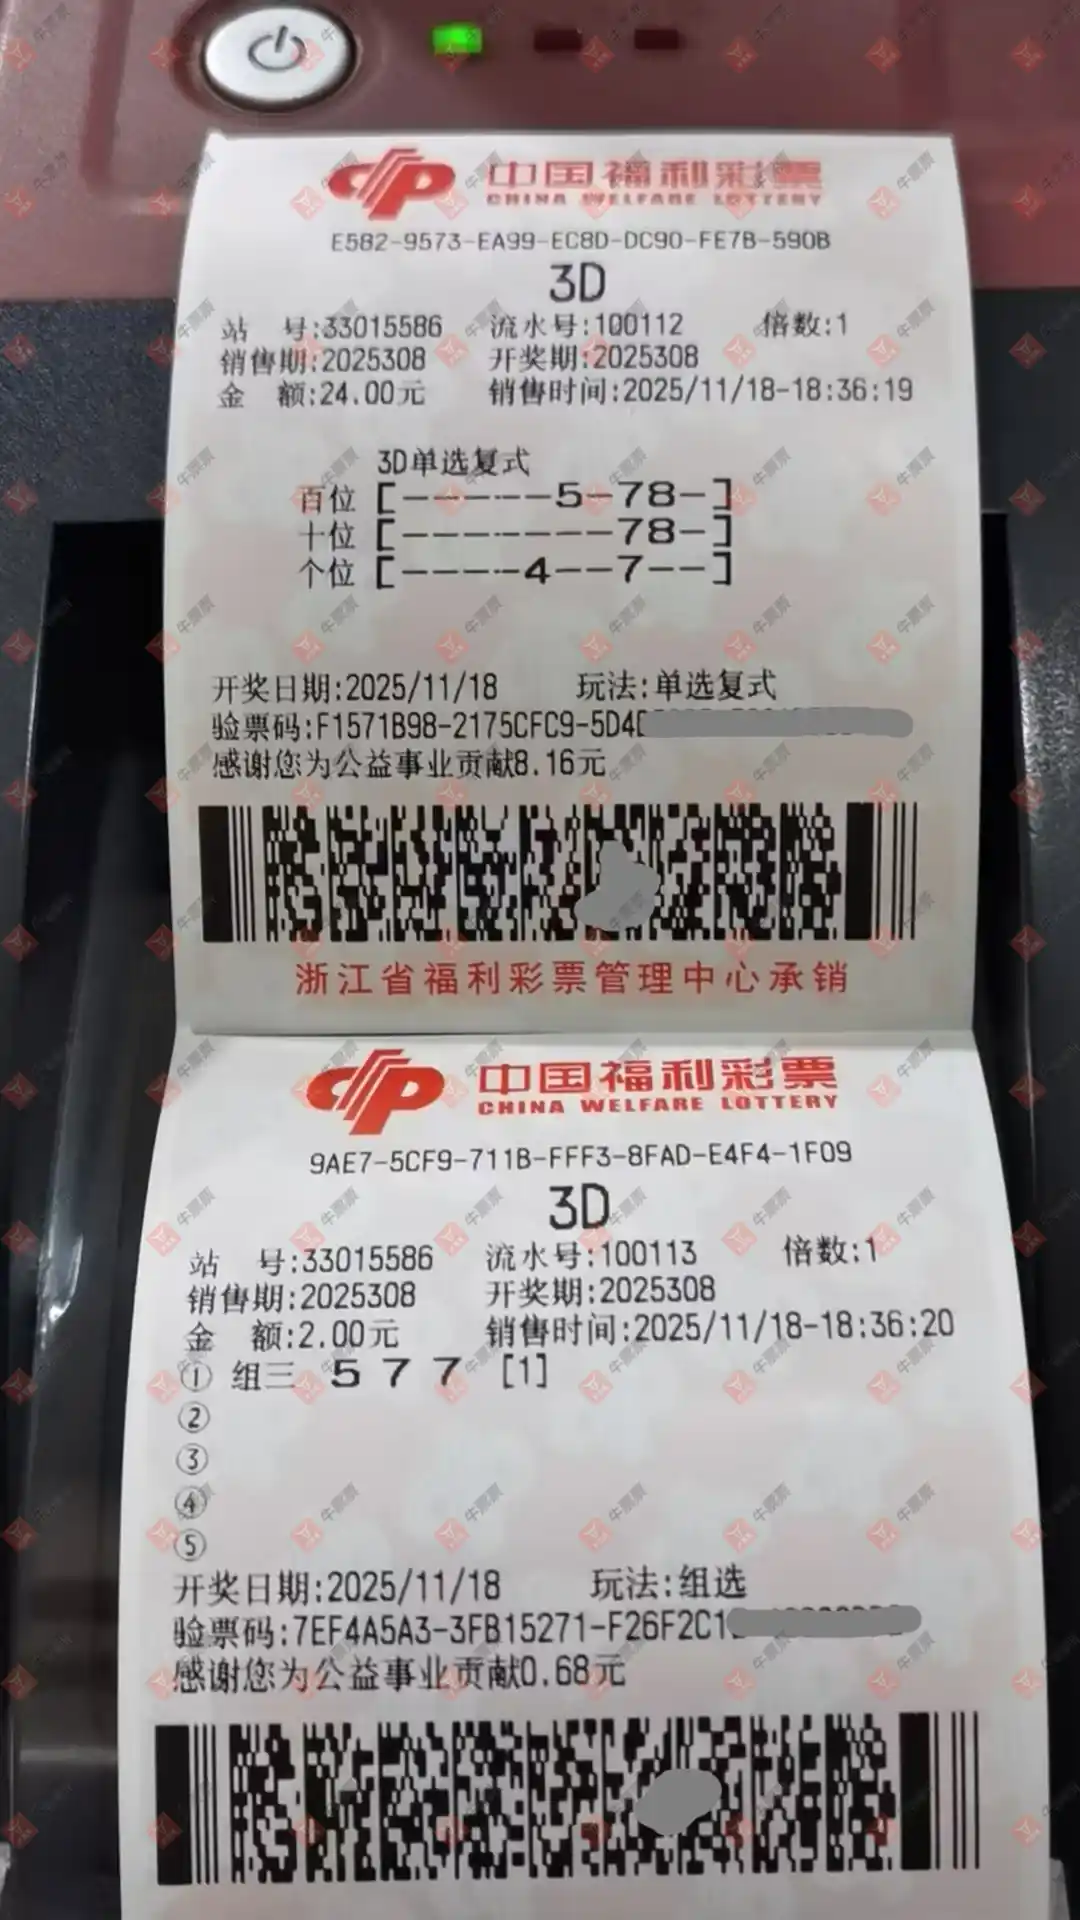 中国福利彩票
CHINA WELFARE LOTTERY
E582-9573-EA99-EC8D-DC90-FE7B-590B
3D
站 号:33015586 流水号:100112 倍数:1
销售期:2025308 开奖期:2025308
金 额:24.00元 销售时间:2025/11/18-18:36:19
3D单选复式
百位 [------5-78-]
十位 [--------78-]
个位 [-----4--7--]
开奖日期:2025/11/18 玩法:单选复式
验票码:F1571B98-2175CFC9-5D4
感谢您为公益事业贡献8.16元
浙江省福利彩票管理中心承销
中国福利彩票
CHINA WELFARE LOTTERY
9AE7-5CF9-711B-FFF3-8FAD-E4F4-1F09
3D
站 号:33015586 流水号:100113 倍数:1
销售期:2025308 开奖期:2025308
金 额:2.00元 销售时间:2025/11/18-18:36:20
① 组三 5 7 7 [1]
②
③
④
⑤
开奖日期:2025/11/18 玩法:组选
验票码:7EF4A5A3-3FB15271-F26F2C1
感谢您为公益事业贡献0.68元
牛票票